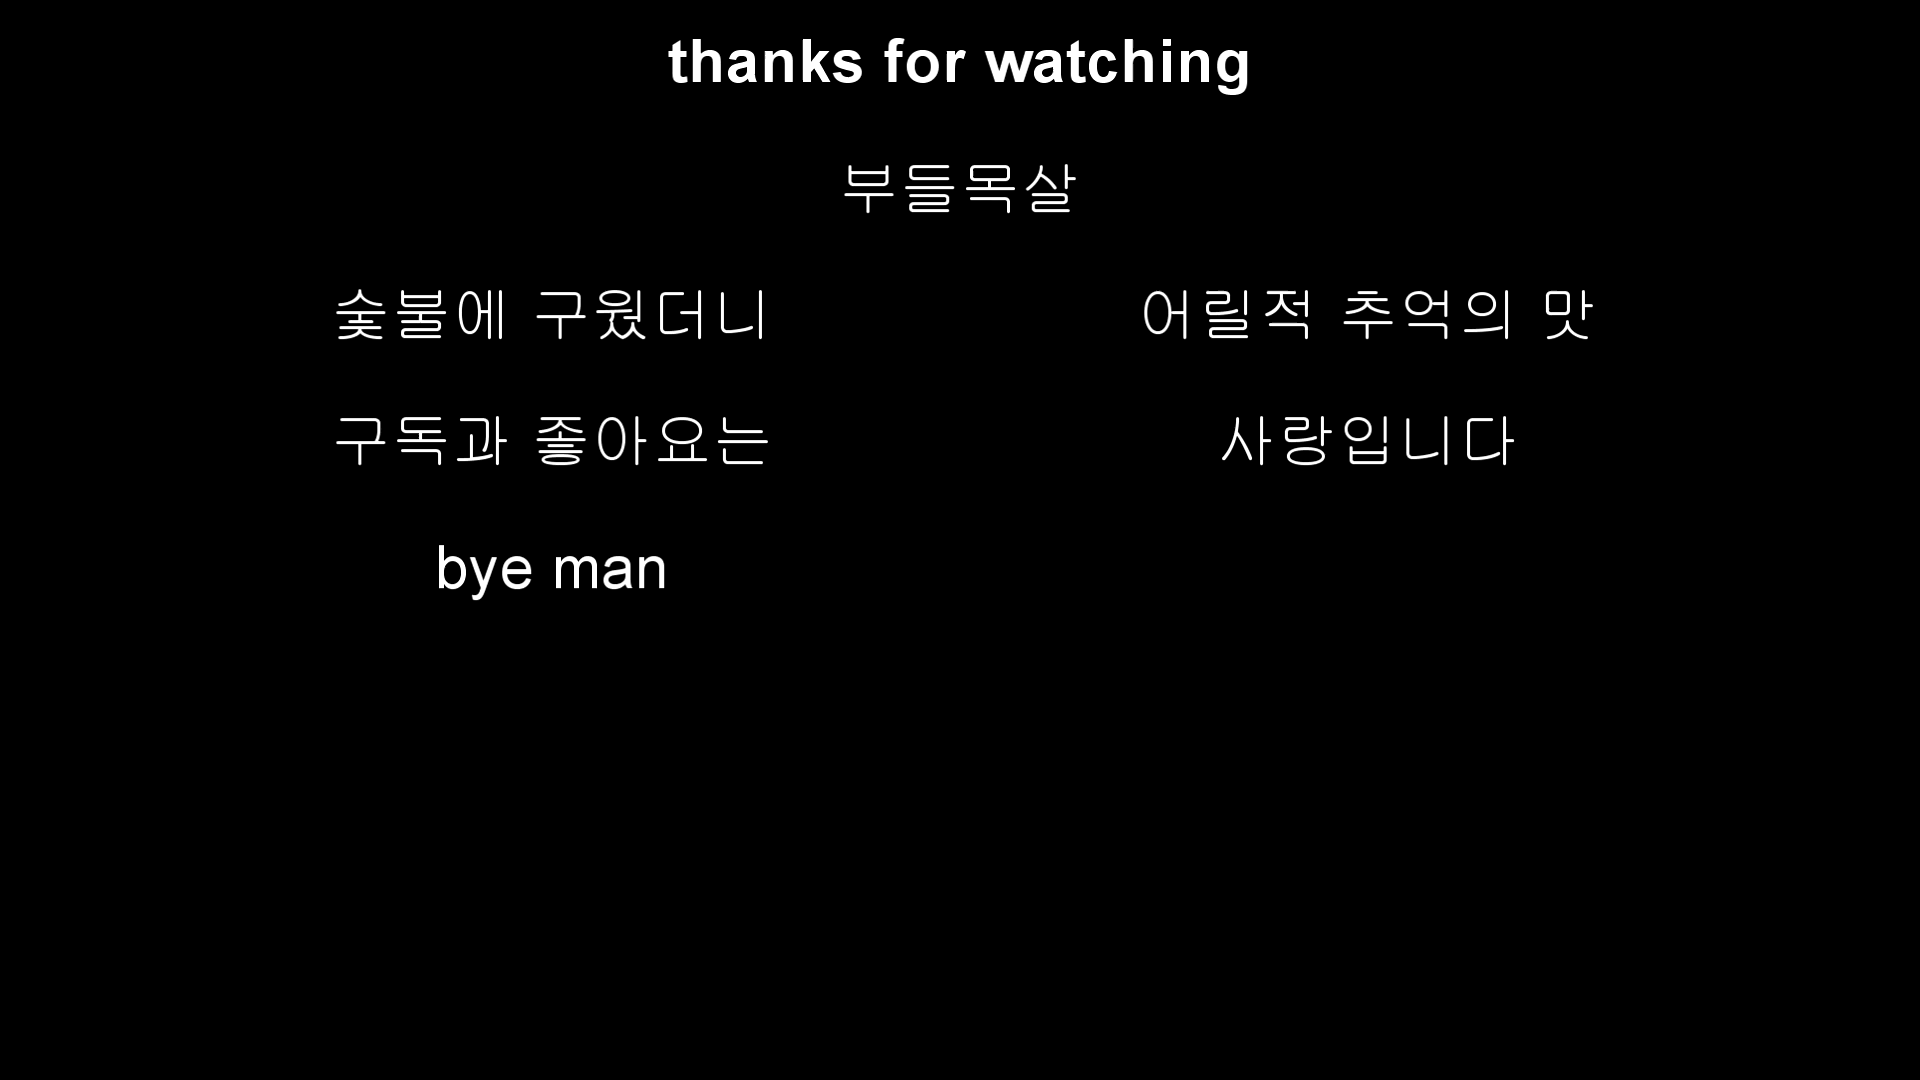 thanks for watching
부들목살
숯불에 구웠더니 어릴적 추억의 맛
구독과 좋아요는 사랑입니다
bye man